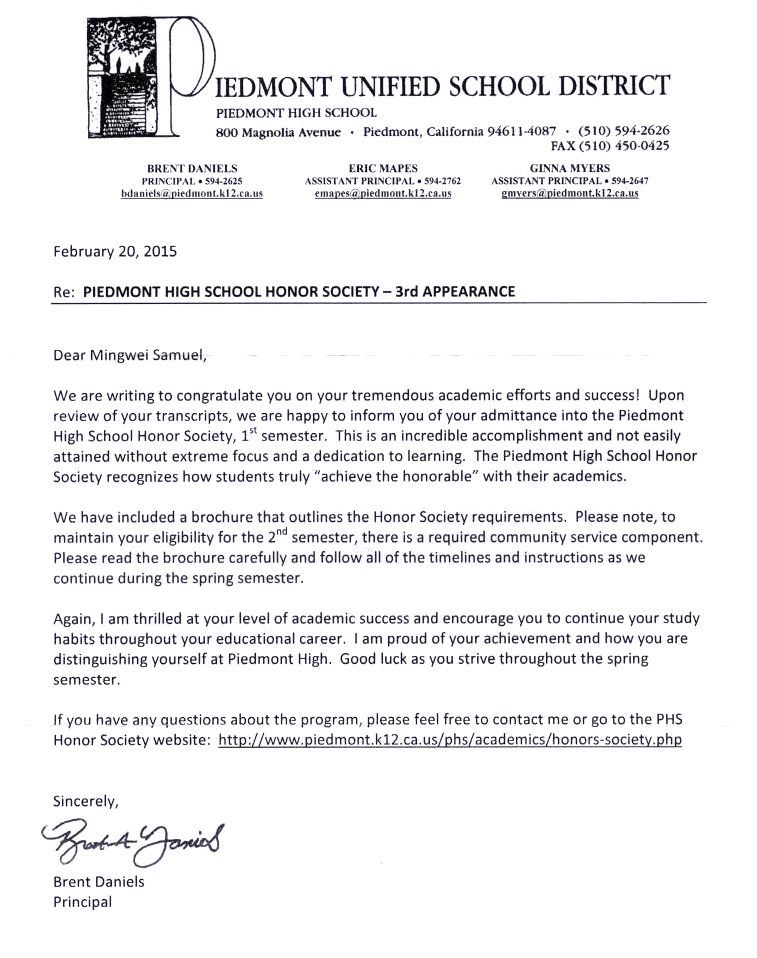 PIEDMONT UNIFIED SCHOOL DISTRICT
PIEDMONT HIGH SCHOOL
800 Magnolia Avenue • Piedmont, California 94611-4087 • (510) 594-2626
FAX (510) 450-0425
BRENT DANIELS
PRINCIPAL • 594-2625
bdaniels@piedmont.k12.ca.us
ERIC MAPES
ASSISTANT PRINCIPAL • 594-2762
emapes@piedmont.k12.ca.us
GINNA MYERS
ASSISTANT PRINCIPAL • 594-2647
gmyers@piedmont.k12.ca.us
February 20, 2015
Re: PIEDMONT HIGH SCHOOL HONOR SOCIETY – 3rd APPEARANCE
Dear Mingwei Samuel,
We are writing to congratulate you on your tremendous academic efforts and success! Upon
review of your transcripts, we are happy to inform you of your admittance into the Piedmont
High School Honor Society, 1st semester. This is an incredible accomplishment and not easily
attained without extreme focus and a dedication to learning. The Piedmont High School Honor
Society recognizes how students truly “achieve the honorable” with their academics.
We have included a brochure that outlines the Honor Society requirements. Please note, to
maintain your eligibility for the 2nd semester, there is a required community service component.
Please read the brochure carefully and follow all of the timelines and instructions as we
continue during the spring semester.
Again, I am thrilled at your level of academic success and encourage you to continue your study
habits throughout your educational career. I am proud of your achievement and how you are
distinguishing yourself at Piedmont High. Good luck as you strive throughout the spring
semester.
If you have any questions about the program, please feel free to contact me or go to the PHS
Honor Society website: http://www.piedmont.k12.ca.us/phs/academics/honors-society.php
Sincerely,
Brent A Daniels
Brent Daniels
Principal